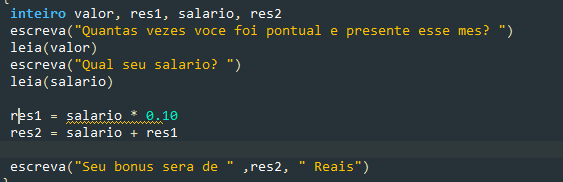 {
inteiro valor, res1, salario, res2
escreva("Quantas vezes voce foi pontual e presente esse mes? ")
leia(valor)
escreva("Qual seu salario? ")
leia(salario)
res1 = salario * 0.10
res2 = salario + res1
escreva("Seu bonus sera de " ,res2, " Reais")
}